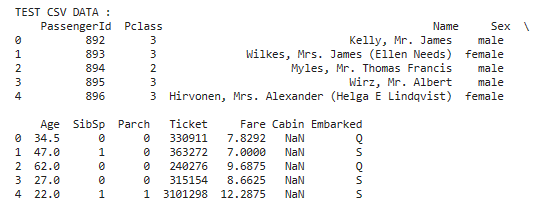 TEST CSV DATA :
PassengerId Pclass Name Sex \
0 892 3 Kelly, Mr. James male
1 893 3 Wilkes, Mrs. James (Ellen Needs) female
2 894 2 Myles, Mr. Thomas Francis male
3 895 3 Wirz, Mr. Albert male
4 896 3 Hirvonen, Mrs. Alexander (Helga E Lindqvist) female
Age SibSp Parch Ticket Fare Cabin Embarked
0 34.5 0 0 330911 7.8292 NaN Q
1 47.0 1 0 363272 7.0000 NaN S
2 62.0 0 0 240276 9.6875 NaN Q
3 27.0 0 0 315154 8.6625 NaN S
4 22.0 1 1 3101298 12.2875 NaN S